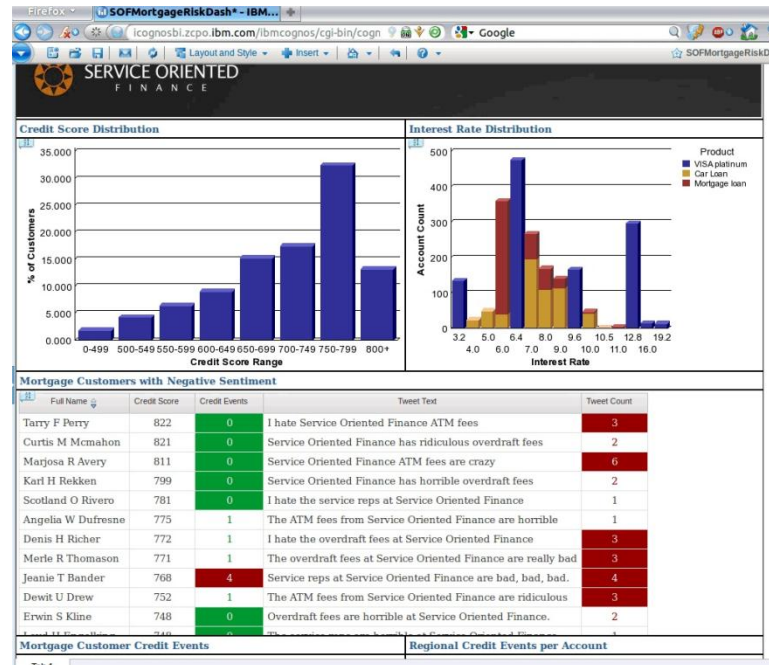 Firefox
SOFMortgageRiskDash* - IBM...
icognosbi.zcpo.ibm.com/ibmcognos/cgi-bin/cogn
Google
Layout and Style
Insert
SOFMortgageRiskD
SERVICE ORIENTED
FINANCE
Credit Score Distribution
% of Customers
35.000
30.000
25.000
20.000
15.000
10.000
5.000
0.000
0-499 500-549 550-599 600-649 650-699 700-749 750-799 800+
Credit Score Range
Interest Rate Distribution
Account Count
500
400
300
200
100
0
3.2 5.0 6.4 8.0 9.6 10.5 12.8 19.2
4.0 6.0 7.0 9.0 10.0 11.0 16.0
Interest Rate
Product
VISA platinum
Car Loan
Mortgage loan
Mortgage Customers with Negative Sentiment
Full Name Credit Score Credit Events Tweet Text Tweet Count
Tarry F Perry 822 0 I hate Service Oriented Finance ATM fees 3
Curtis M Mcmahon 821 0 Service Oriented Finance has ridiculous overdraft fees 2
Marjosa R Avery 811 0 Service Oriented Finance ATM fees are crazy 6
Karl H Rekken 799 0 Service Oriented Finance has horrible overdraft fees 2
Scotland O Rivero 781 0 I hate the service reps at Service Oriented Finance 1
Angelia W Dufresne 775 1 The ATM fees from Service Oriented Finance are horrible 1
Denis H Richer 772 1 I hate the overdraft fees at Service Oriented Finance 3
Merle R Thomason 771 1 The overdraft fees at Service Oriented Finance are really bad 3
Jeanie T Bander 768 4 Service reps at Service Oriented Finance are bad, bad, bad. 4
Dewit U Drew 752 1 The ATM fees from Service Oriented Finance are ridiculous 3
Erwin S Kline 748 0 Overdraft fees are horrible at Service Oriented Finance. 2
Mortgage Customer Credit Events
Regional Credit Events per Account